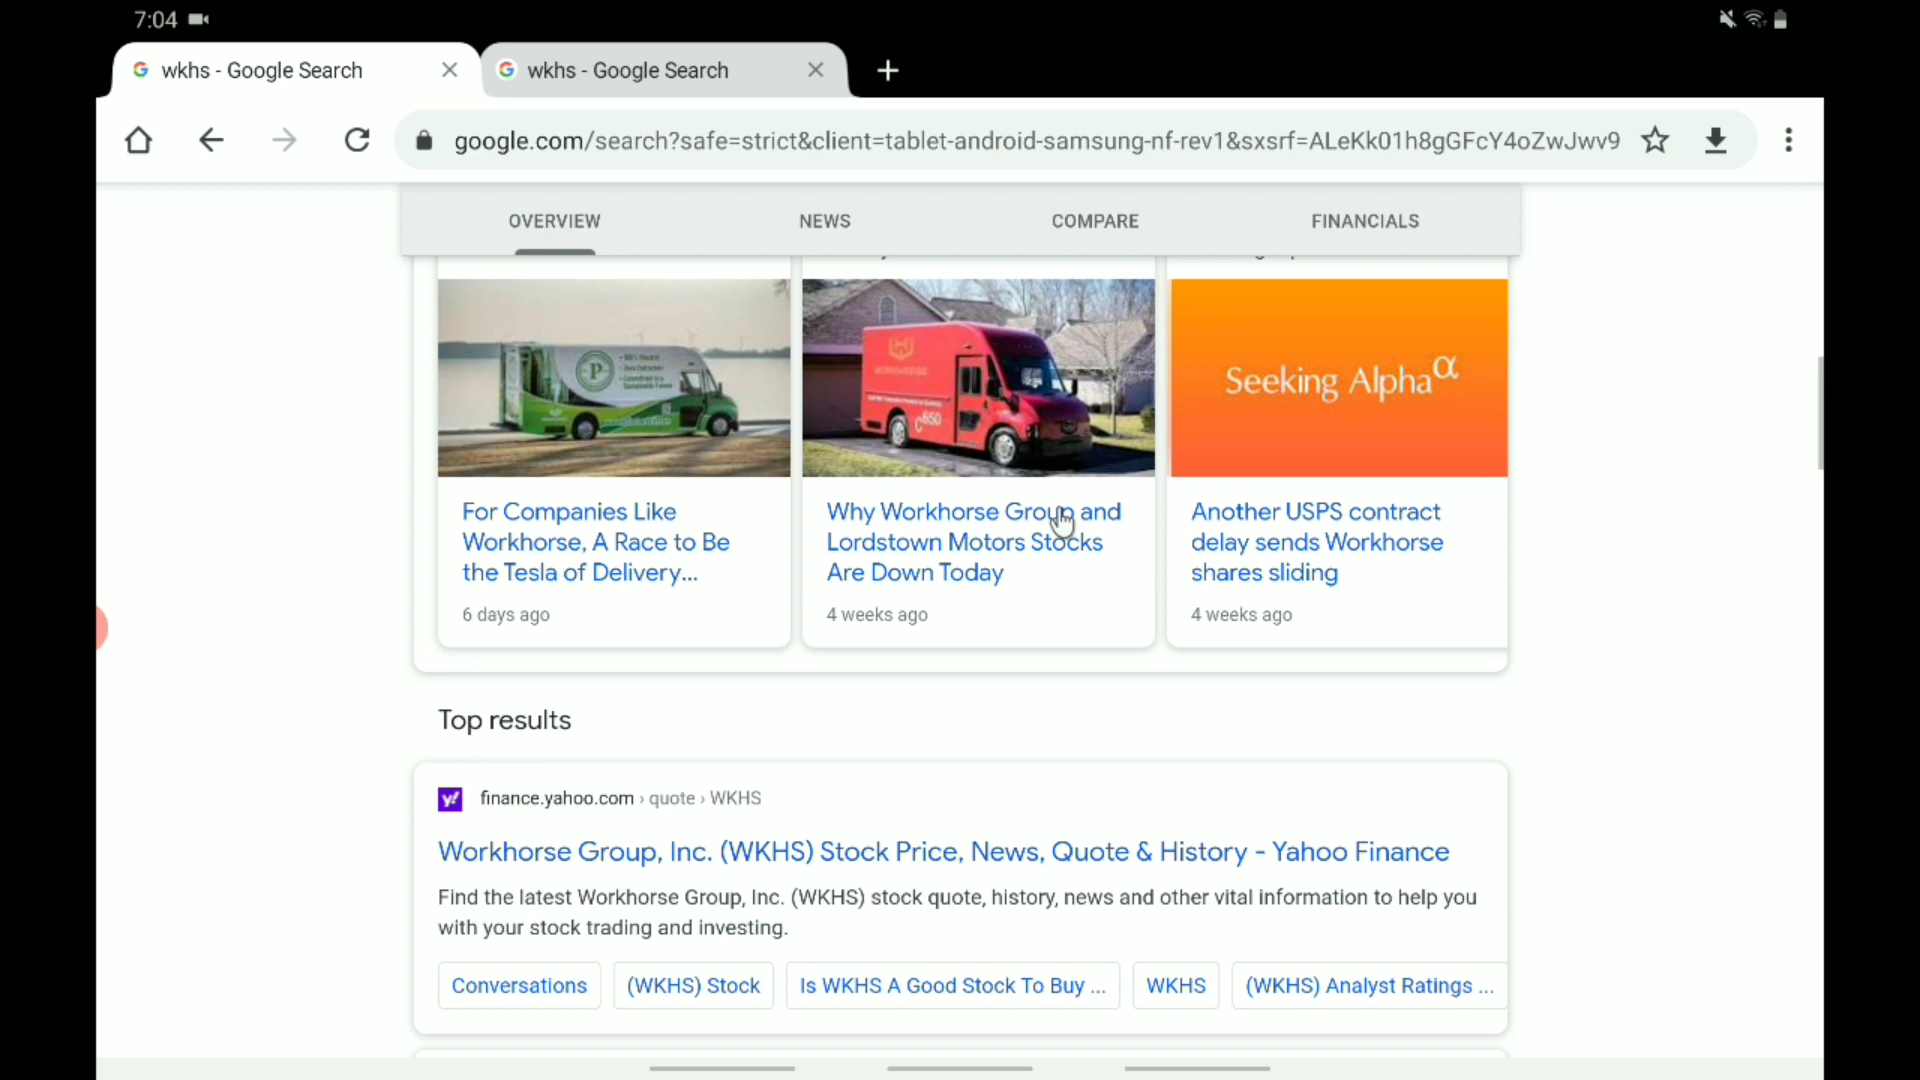 7:04
wkhs - Google Search
wkhs - Google Search
google.com/search?safe=strict&client=tablet-android-samsung-nf-rev1&sxsrf=ALeKk01h8gGFcY4oZwJwv9
OVERVIEW NEWS COMPARE FINANCIALS
P
WORKHORSE
C650
Seeking Alpha α
For Companies Like
Workhorse, A Race to Be
the Tesla of Delivery...
6 days ago
Why Workhorse Group and
Lordstown Motors Stocks
Are Down Today
4 weeks ago
Another USPS contract
delay sends Workhorse
shares sliding
4 weeks ago
Top results
y!
finance.yahoo.com › quote › WKHS
Workhorse Group, Inc. (WKHS) Stock Price, News, Quote & History - Yahoo Finance
Find the latest Workhorse Group, Inc. (WKHS) stock quote, history, news and other vital information to help you
with your stock trading and investing.
Conversations (WKHS) Stock Is WKHS A Good Stock To Buy ... WKHS (WKHS) Analyst Ratings ...